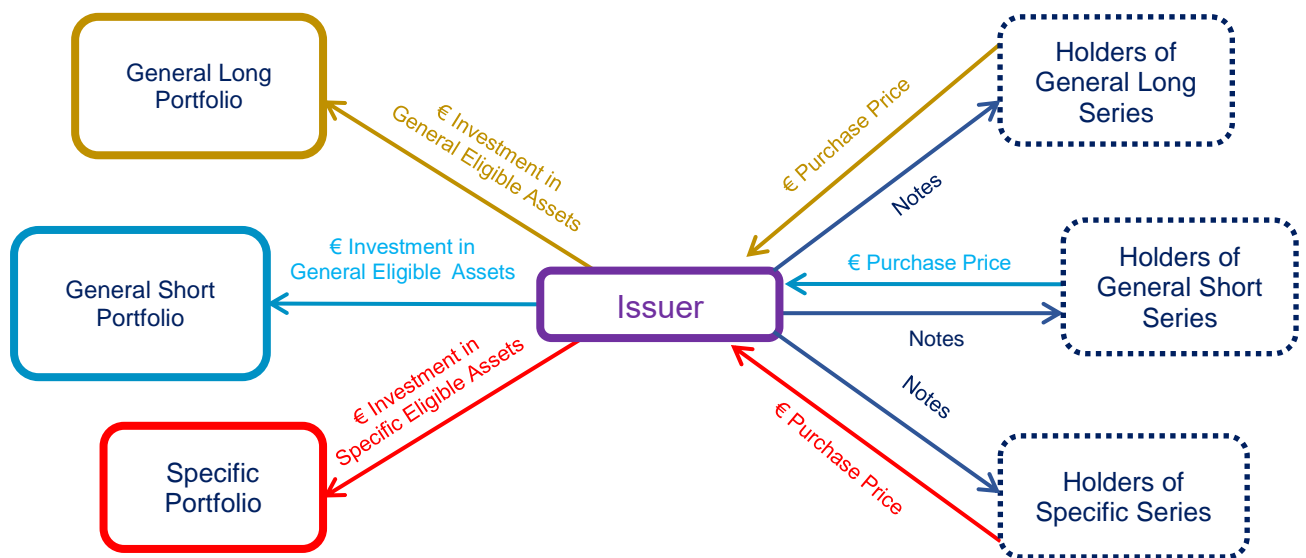 General Long
Portfolio
€ Investment in
General Eligible Assets
€ Purchase Price
Notes
Holders of
General Long
Series
General Short
Portfolio
€ Investment in
General Eligible Assets
Issuer
€ Purchase Price
Notes
Holders of
General Short
Series
Specific
Portfolio
€ Investment in
Specific Eligible Assets
€ Purchase Price
Notes
Holders of
Specific Series